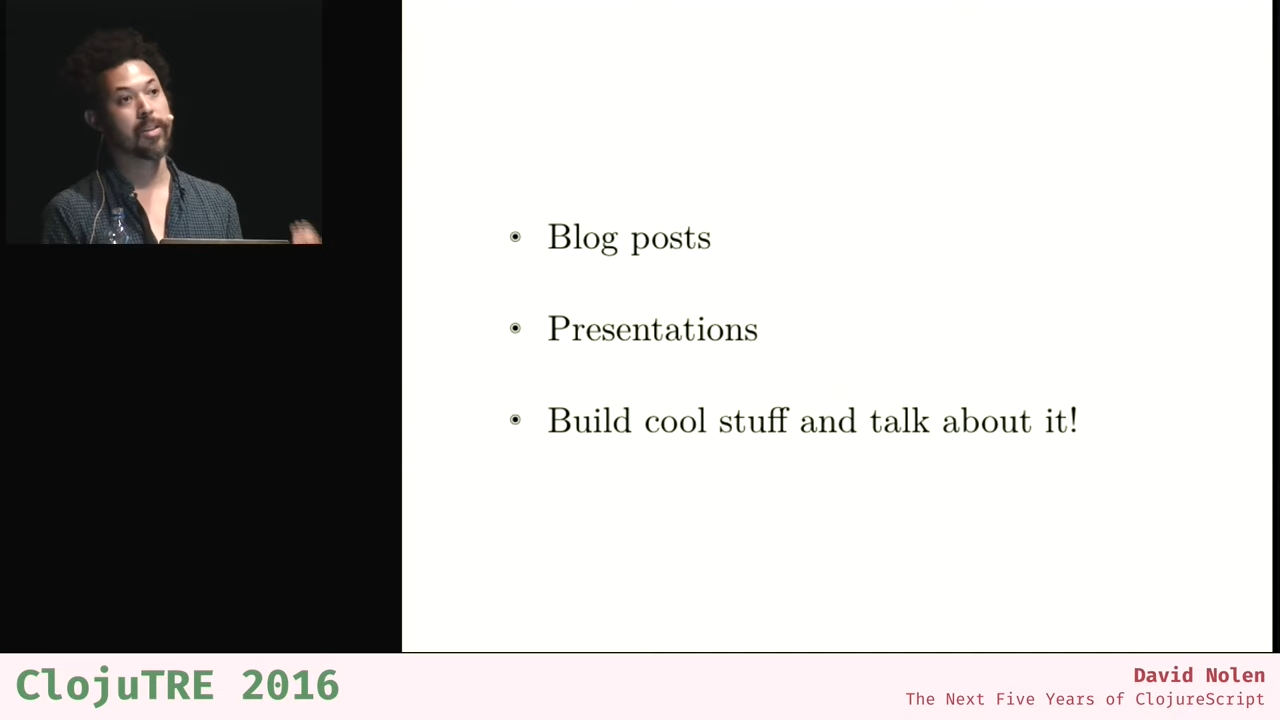 Blog posts
Presentations
Build cool stuff and talk about it!
ClojuTRE 2016
David Nolen
The Next Five Years of ClojureScript